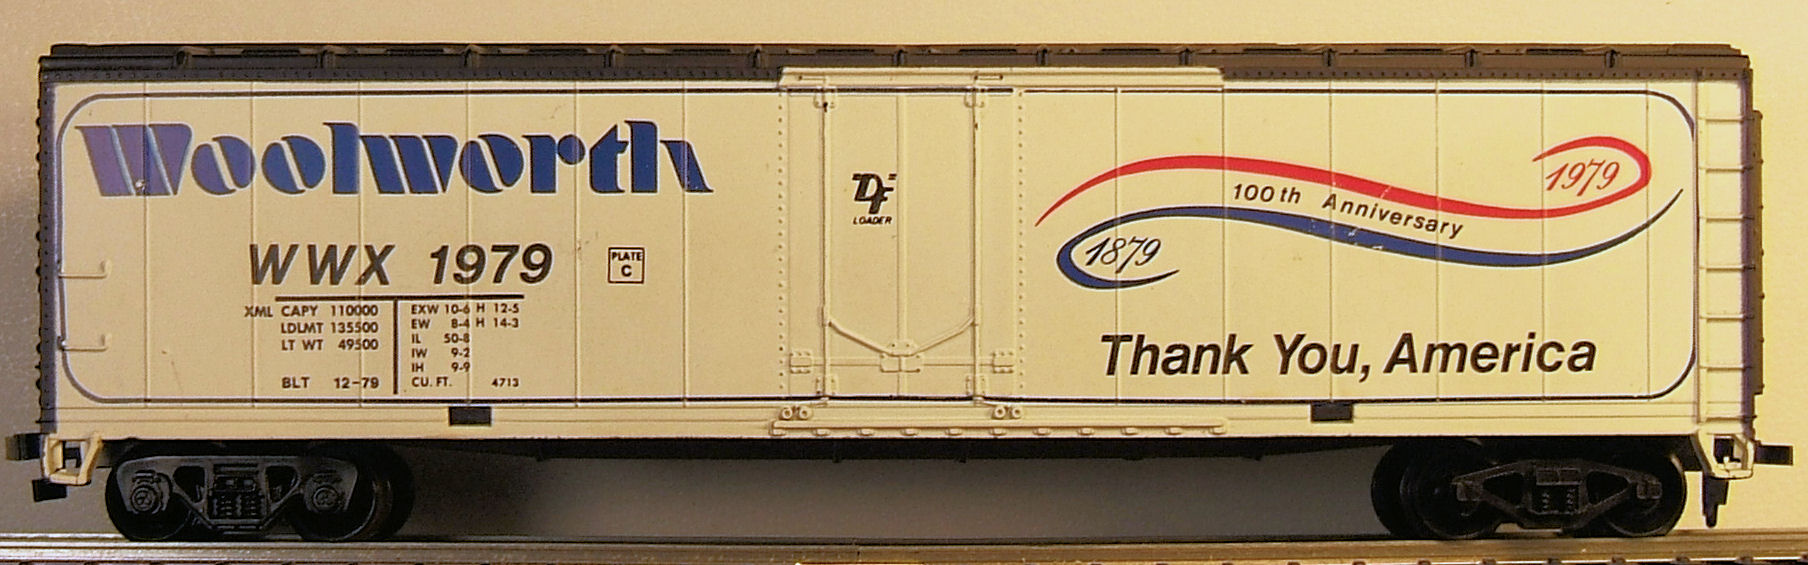 Woolworth
WWX 1979
PLATE
C
XML CAPY 110000
LDLMT 135500
LT WT 49500
BLT 12-79
EXW 10-6 H 12-5
EW 8-4 H 14-3
IL 50-8
IW 9-2
IH 9-9
CU. FT. 4713
"DF"
LOADER
1979
100th Anniversary
1879
Thank You, America